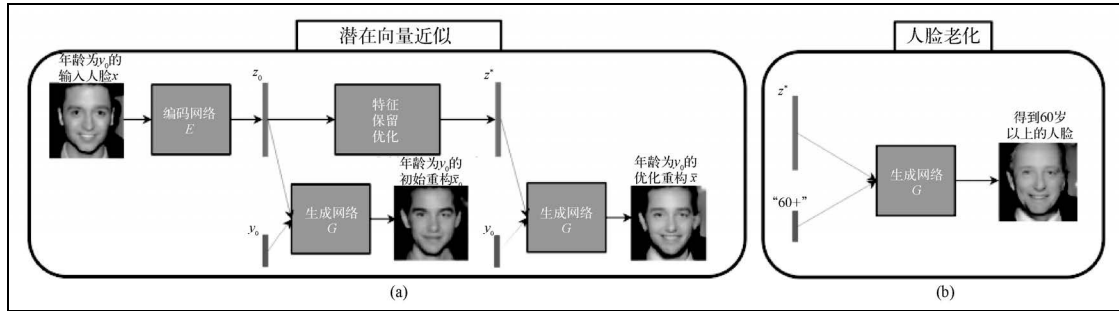 潜在向量近似
年龄为y₀的
输入人脸x
编码网络
E
z₀
特征
保留
优化
z*
年龄为y₀的
初始重构x̄₀
生成网络
G
y₀
年龄为y₀的
优化重构 x̄
生成网络
G
y₀
(a)
人脸老化
z*
"60+"
生成网络
G
得到60岁
以上的人脸
(b)